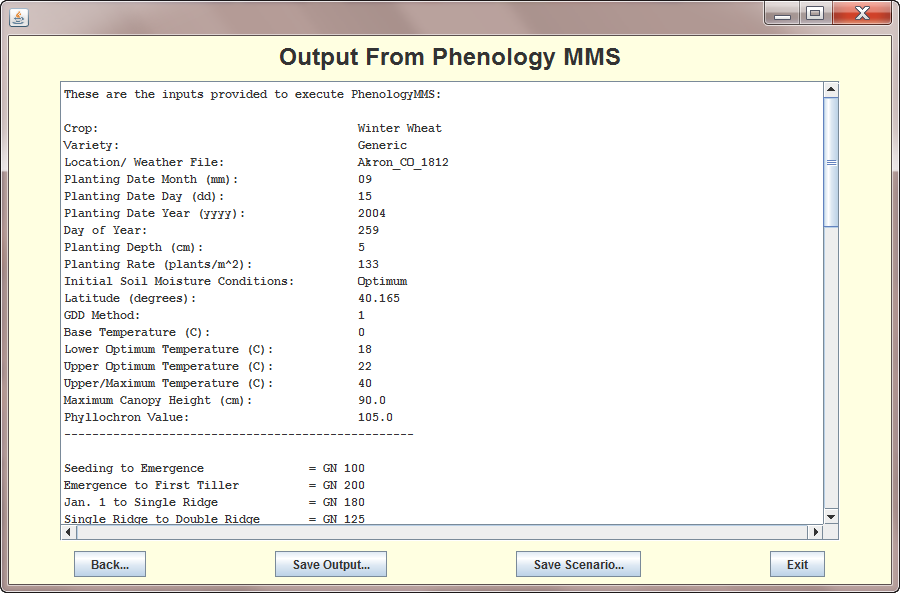 Output From Phenology MMS
These are the inputs provided to execute PhenologyMMS:
Crop: Winter Wheat
Variety: Generic
Location/ Weather File: Akron_CO_1812
Planting Date Month (mm): 09
Planting Date Day (dd): 15
Planting Date Year (yyyy): 2004
Day of Year: 259
Planting Depth (cm): 5
Planting Rate (plants/m^2): 133
Initial Soil Moisture Conditions: Optimum
Latitude (degrees): 40.165
GDD Method: 1
Base Temperature (C): 0
Lower Optimum Temperature (C): 18
Upper Optimum Temperature (C): 22
Upper/Maximum Temperature (C): 40
Maximum Canopy Height (cm): 90.0
Phyllochron Value: 105.0
--------------------------------------------------
Seeding to Emergence = GN 100
Emergence to First Tiller = GN 200
Jan. 1 to Single Ridge = GN 180
Single Ridge to Double Ridge = GN 125
Back... Save Output... Save Scenario... Exit